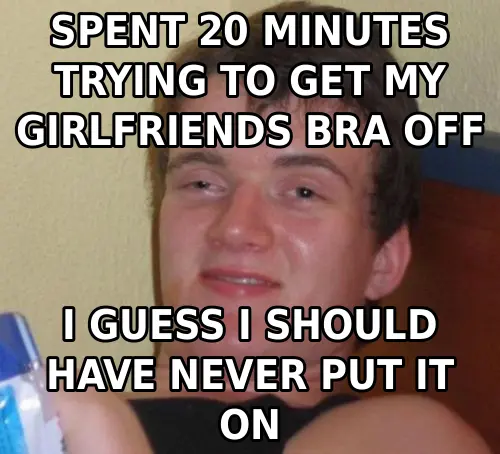 SPENT 20 MINUTES
TRYING TO GET MY
GIRLFRIENDS BRA OFF
I GUESS I SHOULD
HAVE NEVER PUT IT
ON